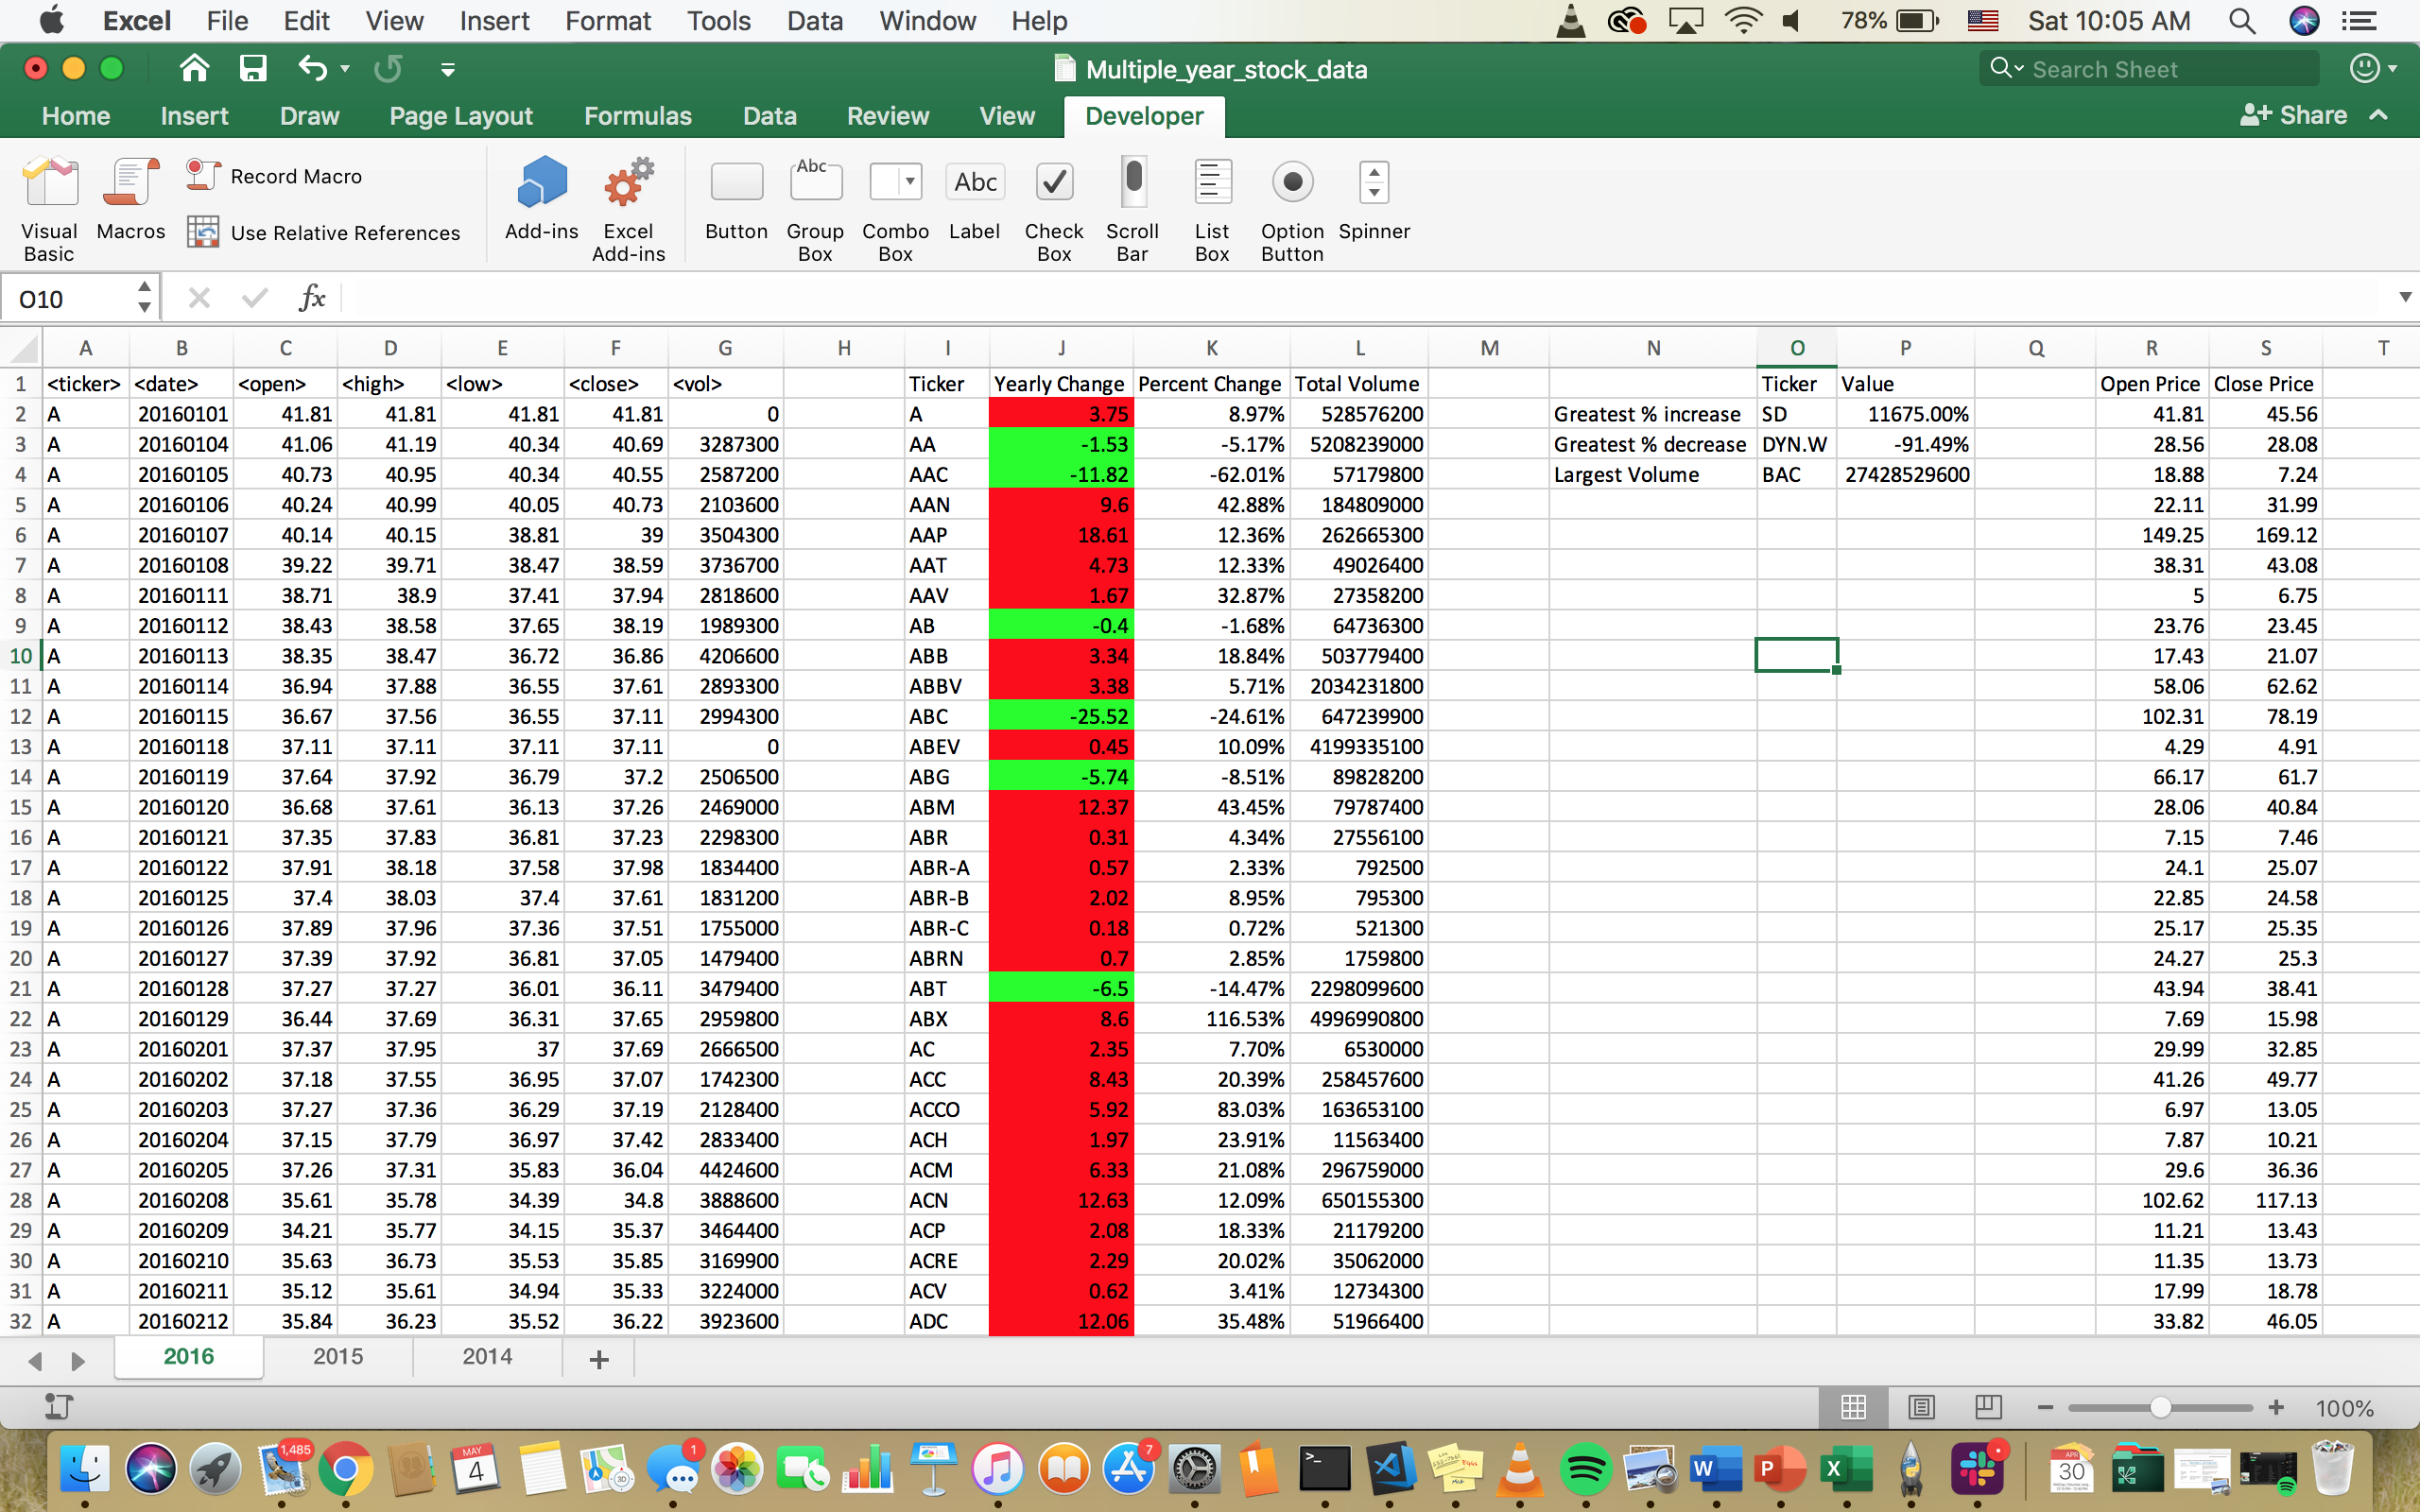 Excel File Edit View Insert Format Tools Data Window Help 78% Sat 10:05 AM
Multiple_year_stock_data Search Sheet
Home Insert Draw Page Layout Formulas Data Review View Developer Share
Visual Basic Macros Record Macro Use Relative References Add-ins Excel Add-ins Button Abc Group Box Combo Box Abc Label Check Box Scroll Bar List Box Option Button Spinner
O10 fx
A B C D E F G H I J K L M N O P Q R S T
1 <ticker> <date> <open> <high> <low> <close> <vol> Ticker Yearly Change Percent Change Total Volume Ticker Value Open Price Close Price
2 A 20160101 41.81 41.81 41.81 41.81 0 A 3.75 8.97% 528576200 Greatest % increase SD 11675.00% 41.81 45.56
3 A 20160104 41.06 41.19 40.34 40.69 3287300 AA -1.53 -5.17% 5208239000 Greatest % decrease DYN.W -91.49% 28.56 28.08
4 A 20160105 40.73 40.95 40.34 40.55 2587200 AAC -11.82 -62.01% 57179800 Largest Volume BAC 27428529600 18.88 7.24
5 A 20160106 40.24 40.99 40.05 40.73 2103600 AAN 9.6 42.88% 184809000 22.11 31.99
6 A 20160107 40.14 40.15 38.81 39 3504300 AAP 18.61 12.36% 262665300 149.25 169.12
7 A 20160108 39.22 39.71 38.47 38.59 3736700 AAT 4.73 12.33% 49026400 38.31 43.08
8 A 20160111 38.71 38.9 37.41 37.94 2818600 AAV 1.67 32.87% 27358200 5 6.75
9 A 20160112 38.43 38.58 37.65 38.19 1989300 AB -0.4 -1.68% 64736300 23.76 23.45
10 A 20160113 38.35 38.47 36.72 36.86 4206600 ABB 3.34 18.84% 503779400 17.43 21.07
11 A 20160114 36.94 37.88 36.55 37.61 2893300 ABBV 3.38 5.71% 2034231800 58.06 62.62
12 A 20160115 36.67 37.56 36.55 37.11 2994300 ABC -25.52 -24.61% 647239900 102.31 78.19
13 A 20160118 37.11 37.11 37.11 37.11 0 ABEV 0.45 10.09% 4199335100 4.29 4.91
14 A 20160119 37.64 37.92 36.79 37.2 2506500 ABG -5.74 -8.51% 89828200 66.17 61.7
15 A 20160120 36.68 37.61 36.13 37.26 2469000 ABM 12.37 43.45% 79787400 28.06 40.84
16 A 20160121 37.35 37.83 36.81 37.23 2298300 ABR 0.31 4.34% 27556100 7.15 7.46
17 A 20160122 37.91 38.18 37.58 37.98 1834400 ABR-A 0.57 2.33% 792500 24.1 25.07
18 A 20160125 37.4 38.03 37.4 37.61 1831200 ABR-B 2.02 8.95% 795300 22.85 24.58
19 A 20160126 37.89 37.96 37.36 37.51 1755000 ABR-C 0.18 0.72% 521300 25.17 25.35
20 A 20160127 37.39 37.92 36.81 37.05 1479400 ABRN 0.7 2.85% 1759800 24.27 25.3
21 A 20160128 37.27 37.27 36.01 36.11 3479400 ABT -6.5 -14.47% 2298099600 43.94 38.41
22 A 20160129 36.44 37.69 36.31 37.65 2959800 ABX 8.6 116.53% 4996990800 7.69 15.98
23 A 20160201 37.37 37.95 37 37.69 2666500 AC 2.35 7.70% 6530000 29.99 32.85
24 A 20160202 37.18 37.55 36.95 37.07 1742300 ACC 8.43 20.39% 258457600 41.26 49.77
25 A 20160203 37.27 37.36 36.29 37.19 2128400 ACCO 5.92 83.03% 163653100 6.97 13.05
26 A 20160204 37.15 37.79 36.97 37.42 2833400 ACH 1.97 23.91% 11563400 7.87 10.21
27 A 20160205 37.26 37.31 35.83 36.04 4424600 ACM 6.33 21.08% 296759000 29.6 36.36
28 A 20160208 35.61 35.78 34.39 34.8 3888600 ACN 12.63 12.09% 650155300 102.62 117.13
29 A 20160209 34.21 35.77 34.15 35.37 3464400 ACP 2.08 18.33% 21179200 11.21 13.43
30 A 20160210 35.63 36.73 35.53 35.85 3169900 ACRE 2.29 20.02% 35062000 11.35 13.73
31 A 20160211 35.12 35.61 34.94 35.33 3224000 ACV 0.62 3.41% 12734300 17.99 18.78
32 A 20160212 35.84 36.23 35.52 36.22 3923600 ADC 12.06 35.48% 51966400 33.82 46.05
2016 2015 2014 +
100%
1,485 MAY 4 3D 1 7 >_ W P X APR 30